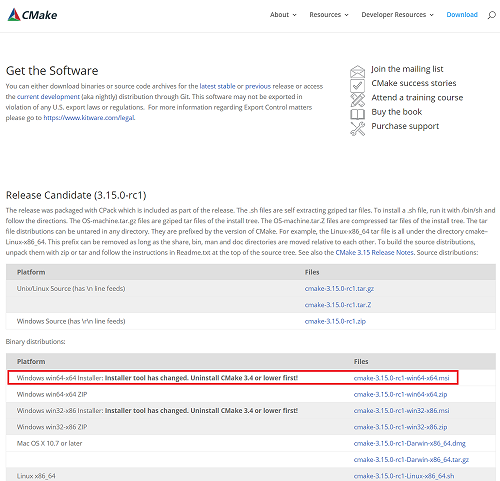 CMake
About
Resources
Developer Resources
Download
Get the Software
You can either download binaries or source code archives for the latest stable or previous release or access
the current development (aka nightly) distribution through Git. This software may not be exported in
violation of any U.S. export laws or regulations. For more information regarding Export Control matters
please go to https://www.kitware.com/legal.
Join the mailing list
CMake success stories
Attend a training course
Buy the book
Purchase support
Release Candidate (3.15.0-rc1)
The release was packaged with CPack which is included as part of the release. The .sh files are self extracting gziped tar files. To install a .sh file, run it with /bin/sh and
follow the directions. The OS-machine.tar.gz files are gziped tar files of the install tree. The OS-machine.tar.Z files are compressed tar files of the install tree. The tar
file distributions can be untared in any directory. They are prefixed by the version of CMake. For example, the Linux-x86_64 tar file is all under the directory cmake–
Linux-x86_64. This prefix can be removed as long as the share, bin, man and doc directories are moved relative to each other. To build the source distributions,
unpack them with zip or tar and follow the instructions in Readme.txt at the top of the source tree. See also the CMake 3.15 Release Notes. Source distributions:
Platform Files
Unix/Linux Source (has \n line feeds) cmake-3.15.0-rc1.tar.gz
cmake-3.15.0-rc1.tar.Z
Windows Source (has \r\n line feeds) cmake-3.15.0-rc1.zip
Binary distributions:
Platform Files
Windows win64-x64 Installer: Installer tool has changed. Uninstall CMake 3.4 or lower first! cmake-3.15.0-rc1-win64-x64.msi
Windows win64-x64 ZIP cmake-3.15.0-rc1-win64-x64.zip
Windows win32-x86 Installer: Installer tool has changed. Uninstall CMake 3.4 or lower first! cmake-3.15.0-rc1-win32-x86.msi
Windows win32-x86 ZIP cmake-3.15.0-rc1-win32-x86.zip
Mac OS X 10.7 or later cmake-3.15.0-rc1-Darwin-x86_64.dmg
cmake-3.15.0-rc1-Darwin-x86_64.tar.gz
Linux x86_64 cmake-3.15.0-rc1-Linux-x86_64.sh